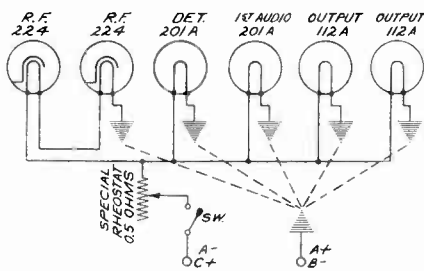 R.F. R.F. DET. 1ST AUDIO OUTPUT OUTPUT
224 224 201A 201A 112A 112A
SPECIAL
RHEOSTAT
0.5 OHMS
SW.
A- A+
C+ B-